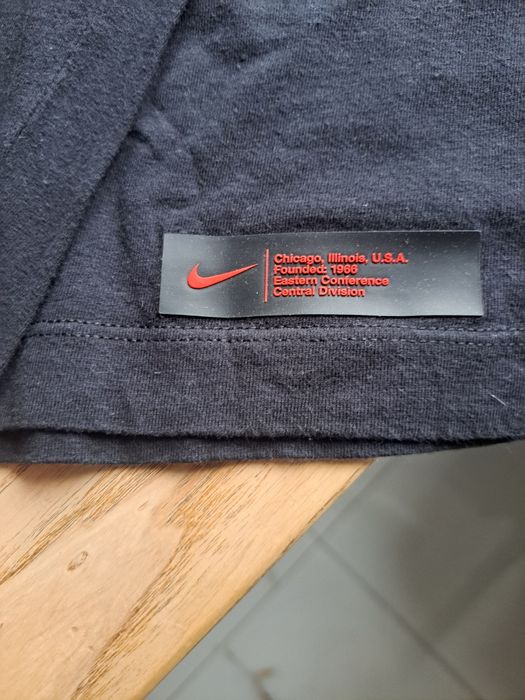 Chicago, Illinois, U.S.A.
Founded: 1966
Eastern Conference
Central Division